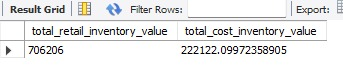 Result Grid Filter Rows: Export:
total_retail_inventory_value total_cost_inventory_value
706206 222122.09972358905